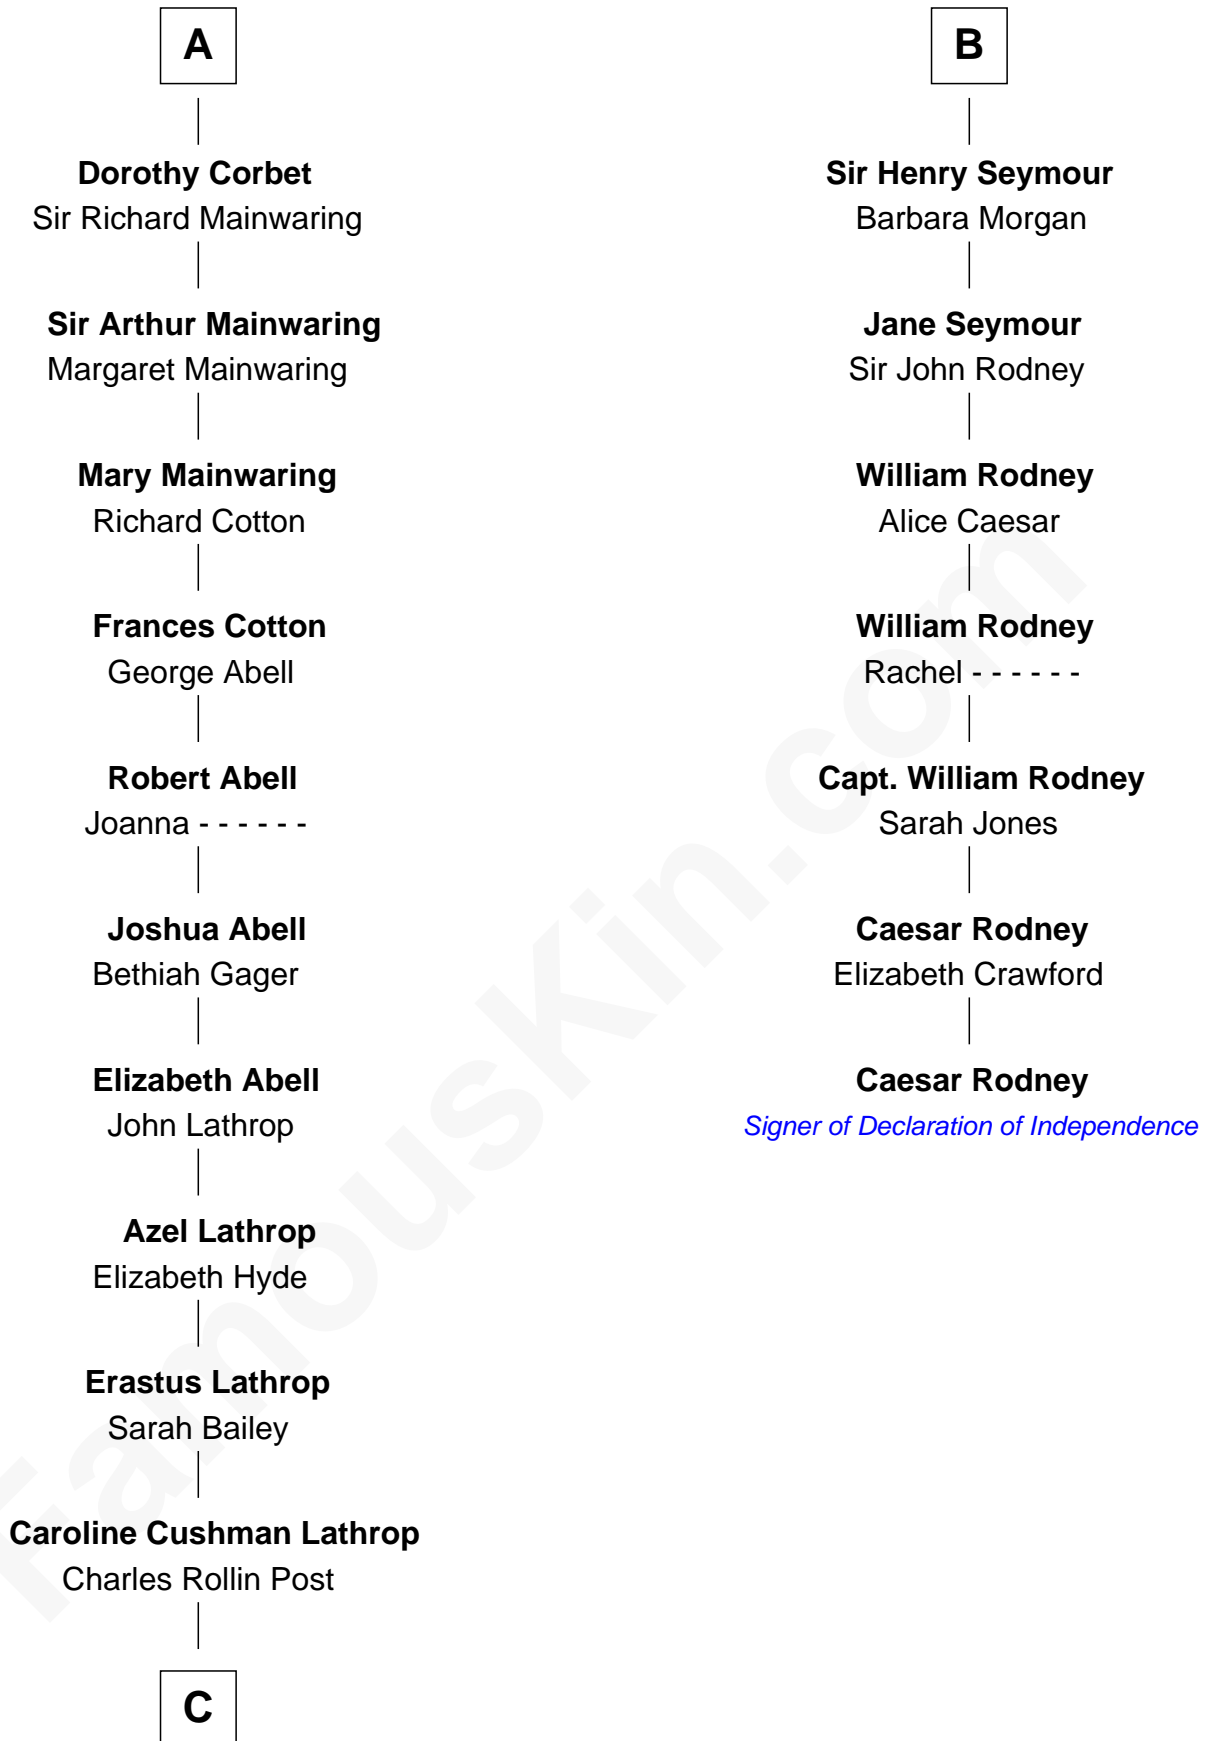 A
Dorothy Corbet
Sir Richard Mainwaring
Sir Arthur Mainwaring
Margaret Mainwaring
Mary Mainwaring
Richard Cotton
Frances Cotton
George Abell
Robert Abell
Joanna - - - - - -
Joshua Abell
Bethiah Gager
Elizabeth Abell
John Lathrop
Azel Lathrop
Elizabeth Hyde
Erastus Lathrop
Sarah Bailey
Caroline Cushman Lathrop
Charles Rollin Post
C
B
Sir Henry Seymour
Barbara Morgan
Jane Seymour
Sir John Rodney
William Rodney
Alice Caesar
William Rodney
Rachel - - - - - -
Capt. William Rodney
Sarah Jones
Caesar Rodney
Elizabeth Crawford
Caesar Rodney
Signer of Declaration of Independence
FamousKin.com